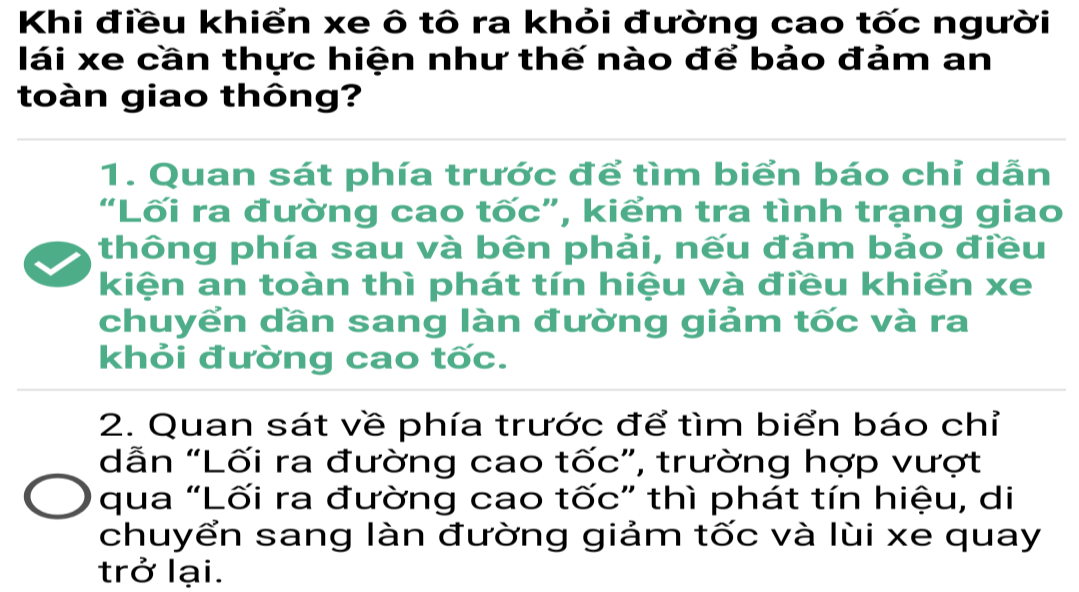 Khi điều khiển xe ô tô ra khỏi đường cao tốc người
lái xe cần thực hiện như thế nào để bảo đảm an
toàn giao thông?
1. Quan sát phía trước để tìm biển báo chỉ dẫn
“Lối ra đường cao tốc”, kiểm tra tình trạng giao
thông phía sau và bên phải, nếu đảm bảo điều
kiện an toàn thì phát tín hiệu và điều khiển xe
chuyển dần sang làn đường giảm tốc và ra
khỏi đường cao tốc.
2. Quan sát về phía trước để tìm biển báo chỉ
dẫn “Lối ra đường cao tốc”, trường hợp vượt
qua “Lối ra đường cao tốc” thì phát tín hiệu, di
chuyển sang làn đường giảm tốc và lùi xe quay
trở lại.